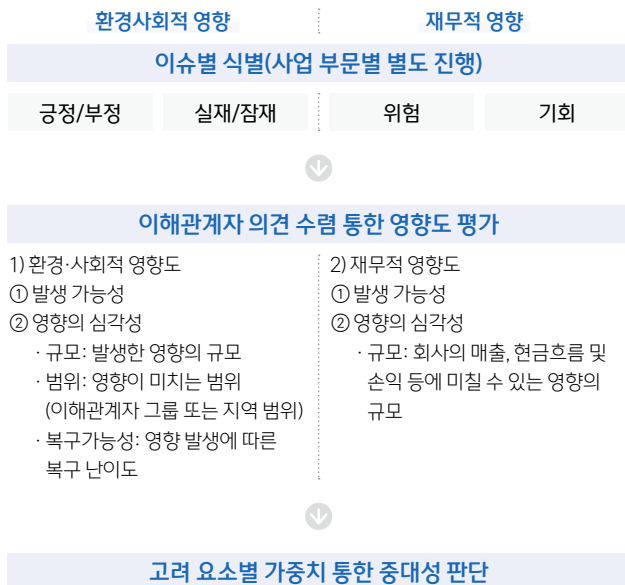 환경사회적 영향
재무적 영향
이슈별 식별(사업 부문별 별도 진행)
긍정/부정
실재/잠재
위험
기회
이해관계자 의견 수렴 통한 영향도 평가
1) 환경·사회적 영향도
① 발생 가능성
② 영향의 심각성
· 규모: 발생한 영향의 규모
· 범위: 영향이 미치는 범위
(이해관계자 그룹 또는 지역 범위)
· 복구가능성: 영향 발생에 따른
복구 난이도
2) 재무적 영향도
① 발생 가능성
② 영향의 심각성
· 규모: 회사의 매출, 현금흐름 및
손익 등에 미칠 수 있는 영향의
규모
고려 요소별 가중치 통한 중대성 판단